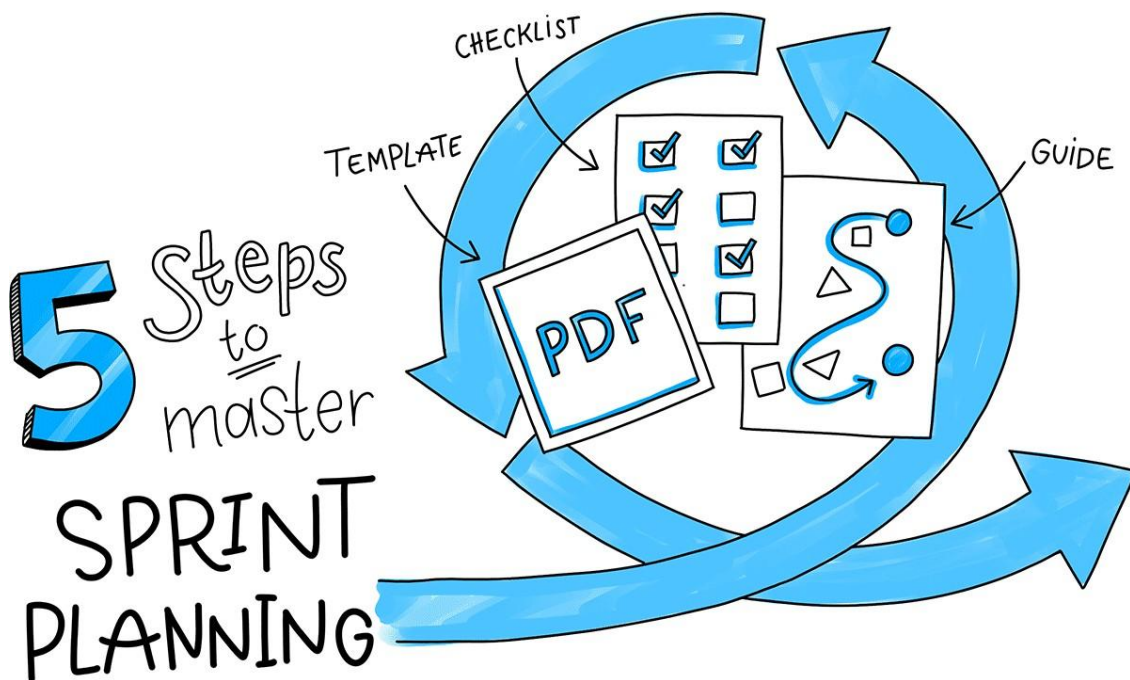 5 Steps
to
master
SPRINT
PLANNING
TEMPLATE
CHECKLIST
GUIDE
PDF